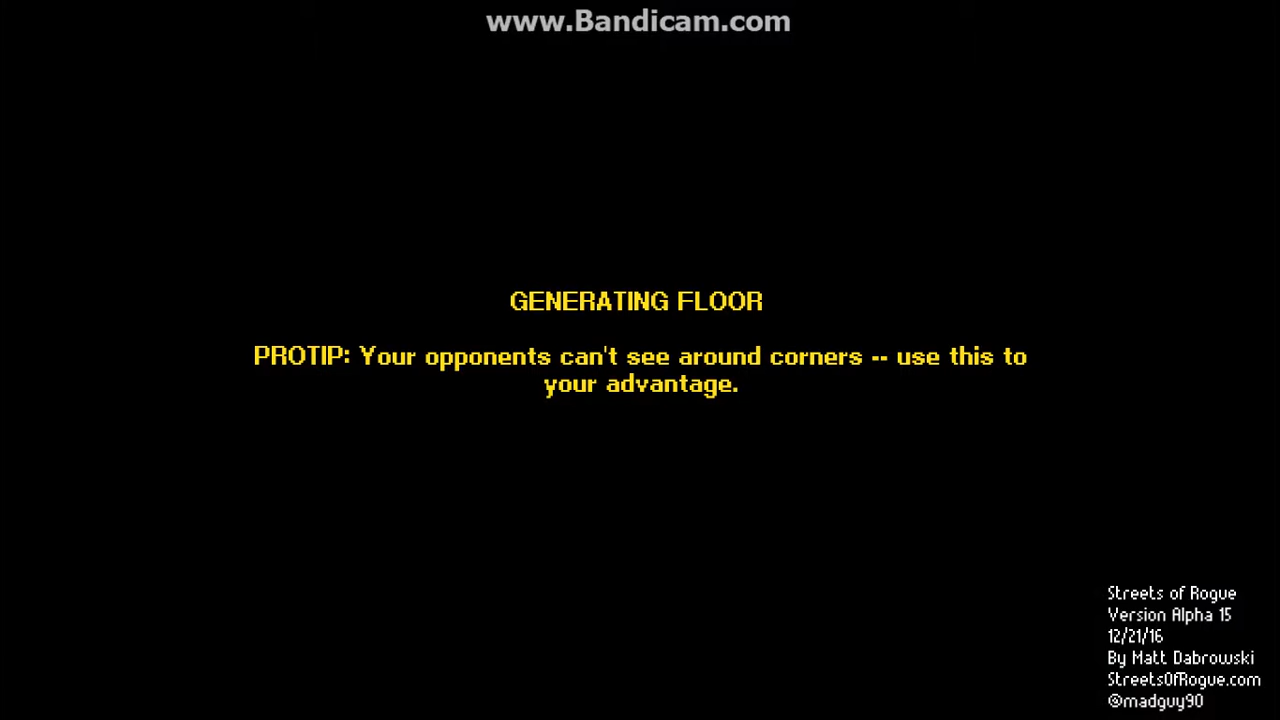 www.Bandicam.com
GENERATING FLOOR
PROTIP: Your opponents can't see around corners -- use this to
your advantage.
Streets of Rogue
Version Alpha 15
12/21/16
By Matt Dabrowski
StreetsOfRogue.com
@madguy90